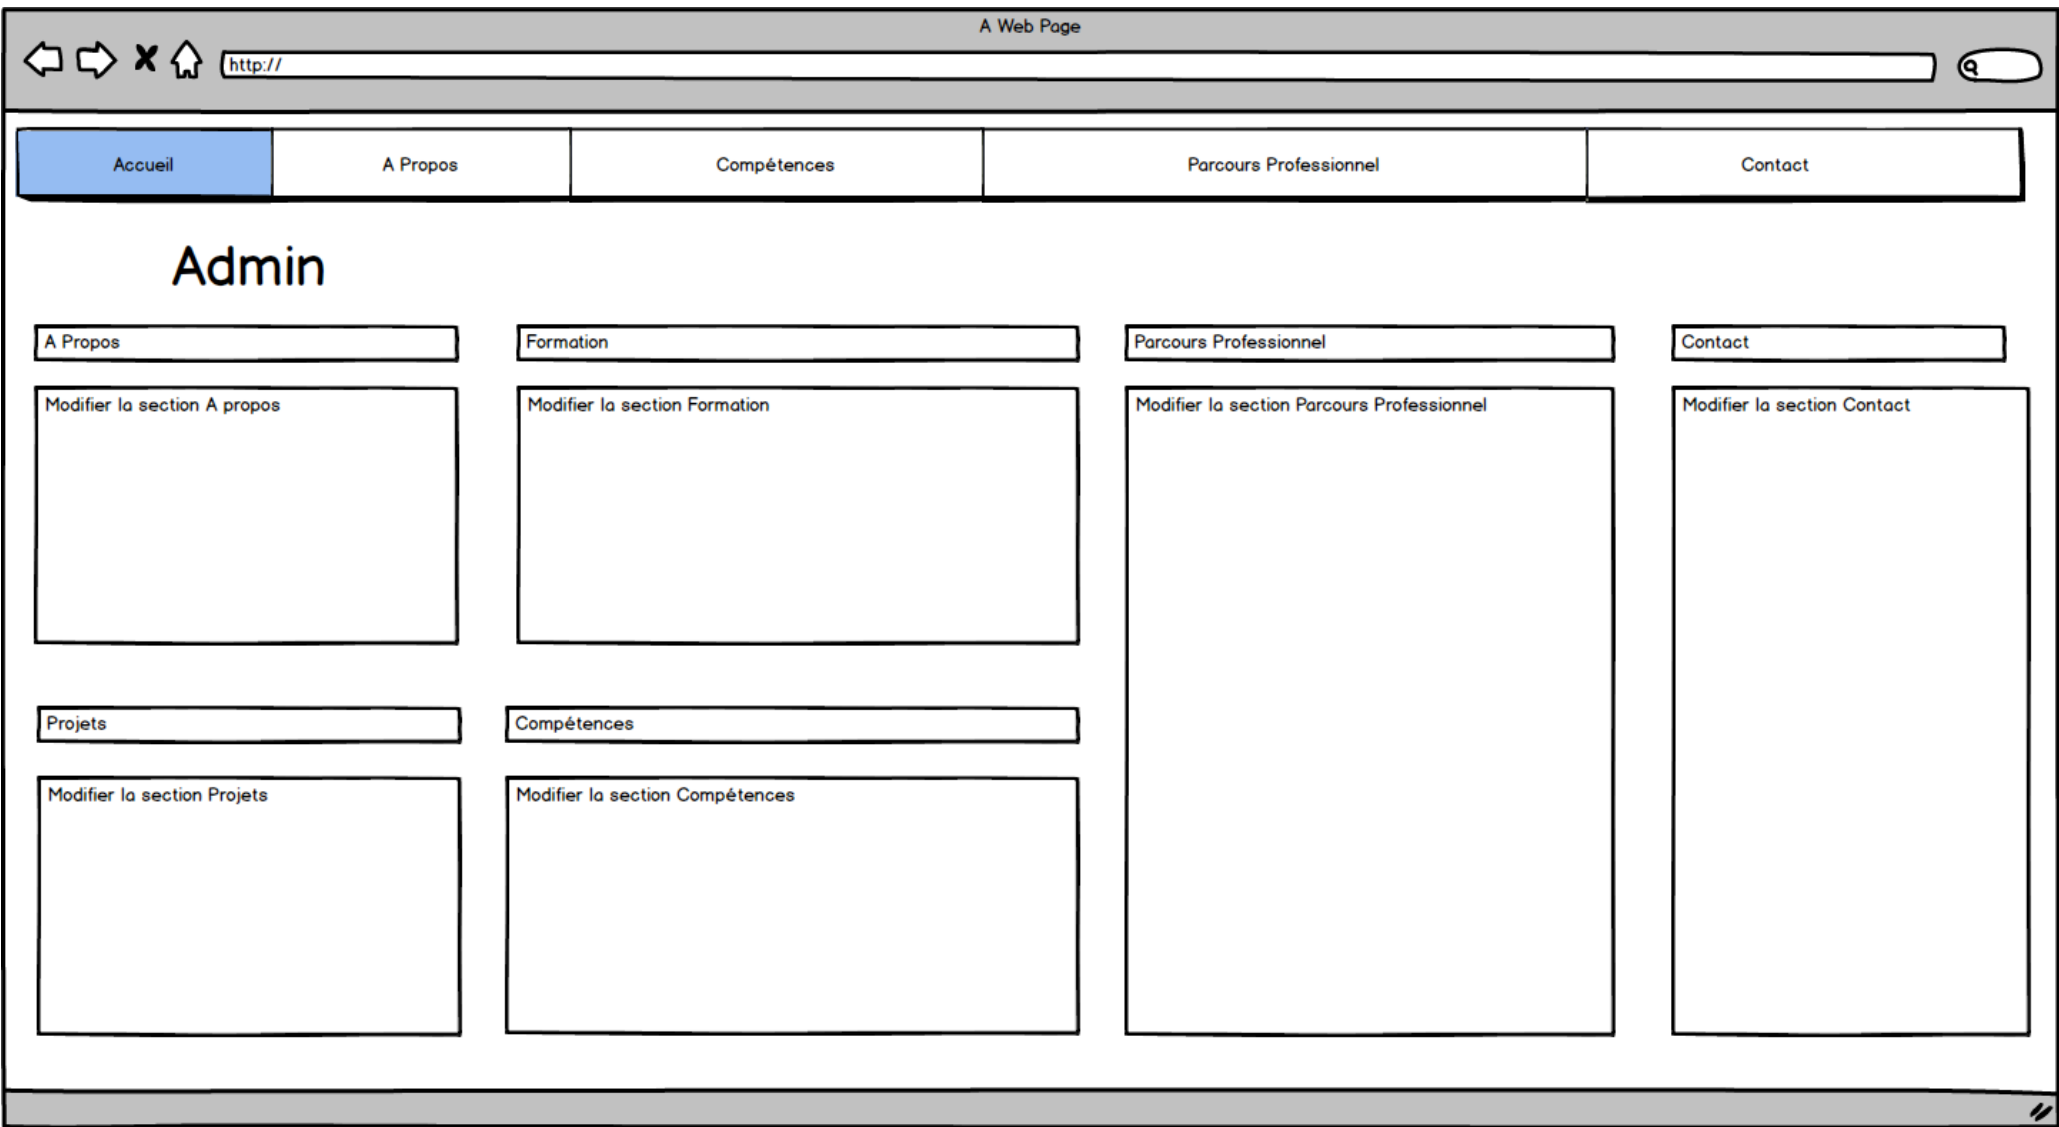 A Web Page
http://
Accueil
A Propos
Compétences
Parcours Professionnel
Contact
Admin
A Propos
Formation
Parcours Professionnel
Contact
Modifier la section A propos
Modifier la section Formation
Modifier la section Parcours Professionnel
Modifier la section Contact
Projets
Compétences
Modifier la section Projets
Modifier la section Compétences